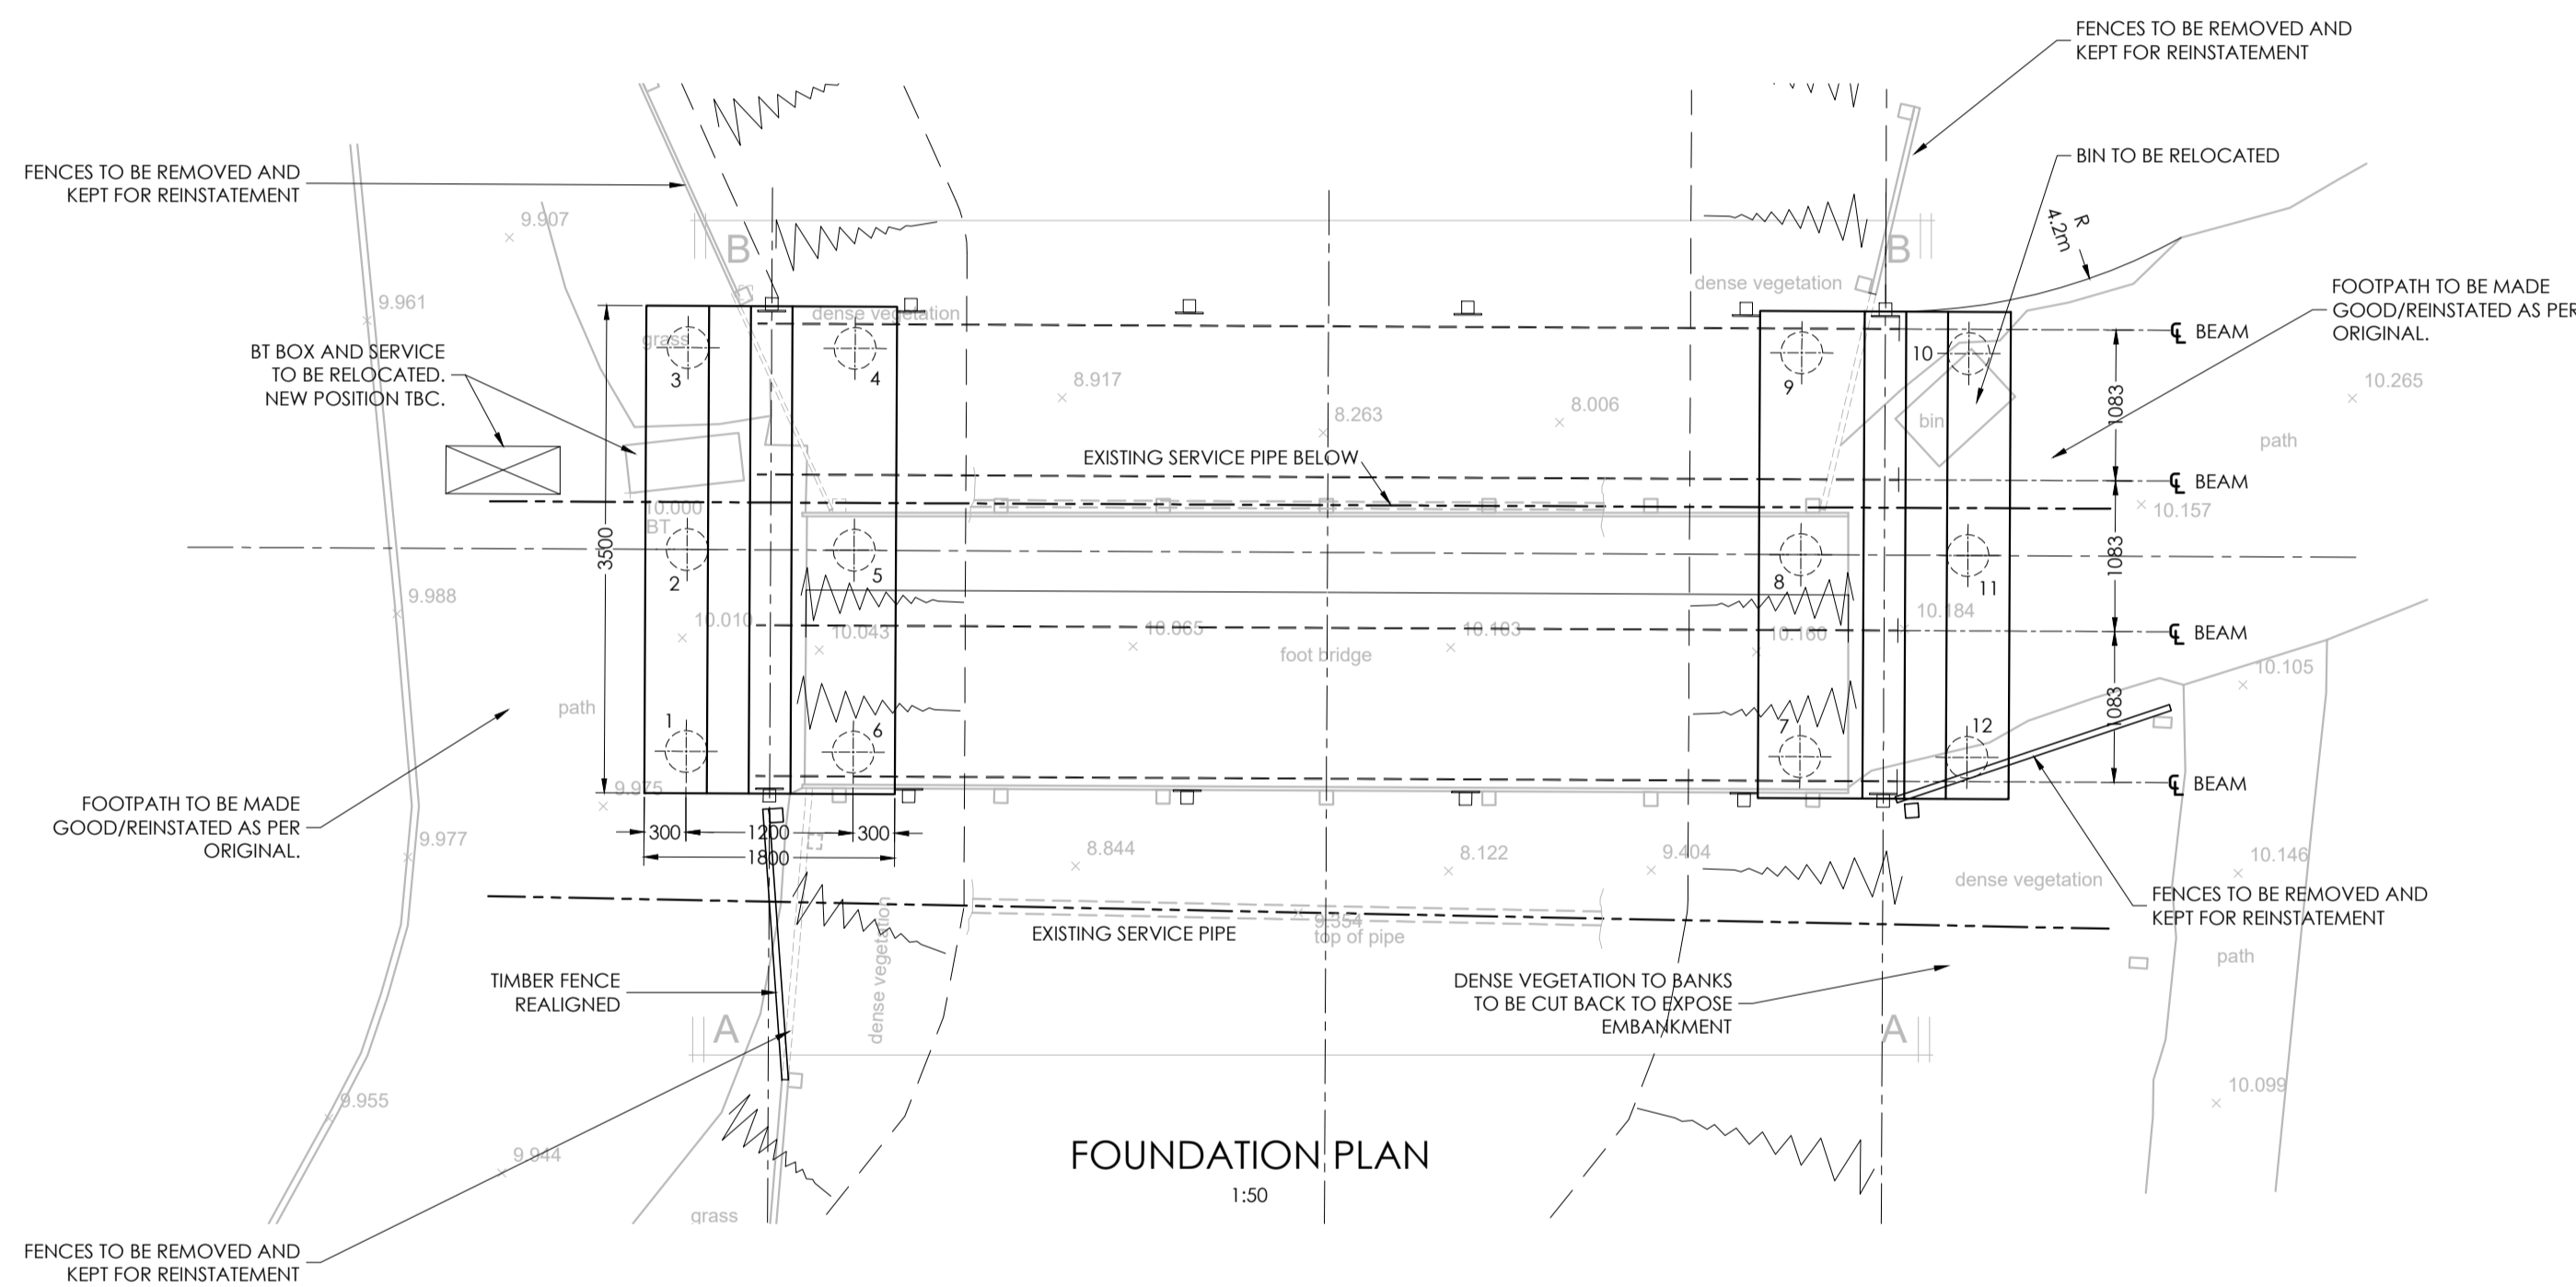 FENCES TO BE REMOVED AND
KEPT FOR REINSTATEMENT
BIN TO BE RELOCATED
FENCES TO BE REMOVED AND
KEPT FOR REINSTATEMENT
9.907
B
B
R
4.2m
dense vegetation
FOOTPATH TO BE MADE
GOOD/REINSTATED AS PER
ORIGINAL.
9.961
dense vegetation
grass
BT BOX AND SERVICE
TO BE RELOCATED.
NEW POSITION TBC.
3
4
9
10
℄ BEAM
8.917
8.263
8.006
10.265
1083
bin
path
EXISTING SERVICE PIPE BELOW
℄ BEAM
10.000
BT
10.157
3500
2
5
8
11
1083
9.988
10.010
10.043
10.065
10.103
10.160
10.184
foot bridge
℄ BEAM
10.105
path
1
6
7
12
1083
9.975
℄ BEAM
FOOTPATH TO BE MADE
GOOD/REINSTATED AS PER
ORIGINAL.
300
1200
300
1800
9.977
8.844
8.122
9.404
10.146
dense vegetation
FENCES TO BE REMOVED AND
KEPT FOR REINSTATEMENT
9.354
top of pipe
EXISTING SERVICE PIPE
dense vegetation
path
TIMBER FENCE
REALIGNED
DENSE VEGETATION TO BANKS
TO BE CUT BACK TO EXPOSE
EMBANKMENT
A
A
9.955
10.099
9.944
FOUNDATION PLAN
1:50
grass
FENCES TO BE REMOVED AND
KEPT FOR REINSTATEMENT